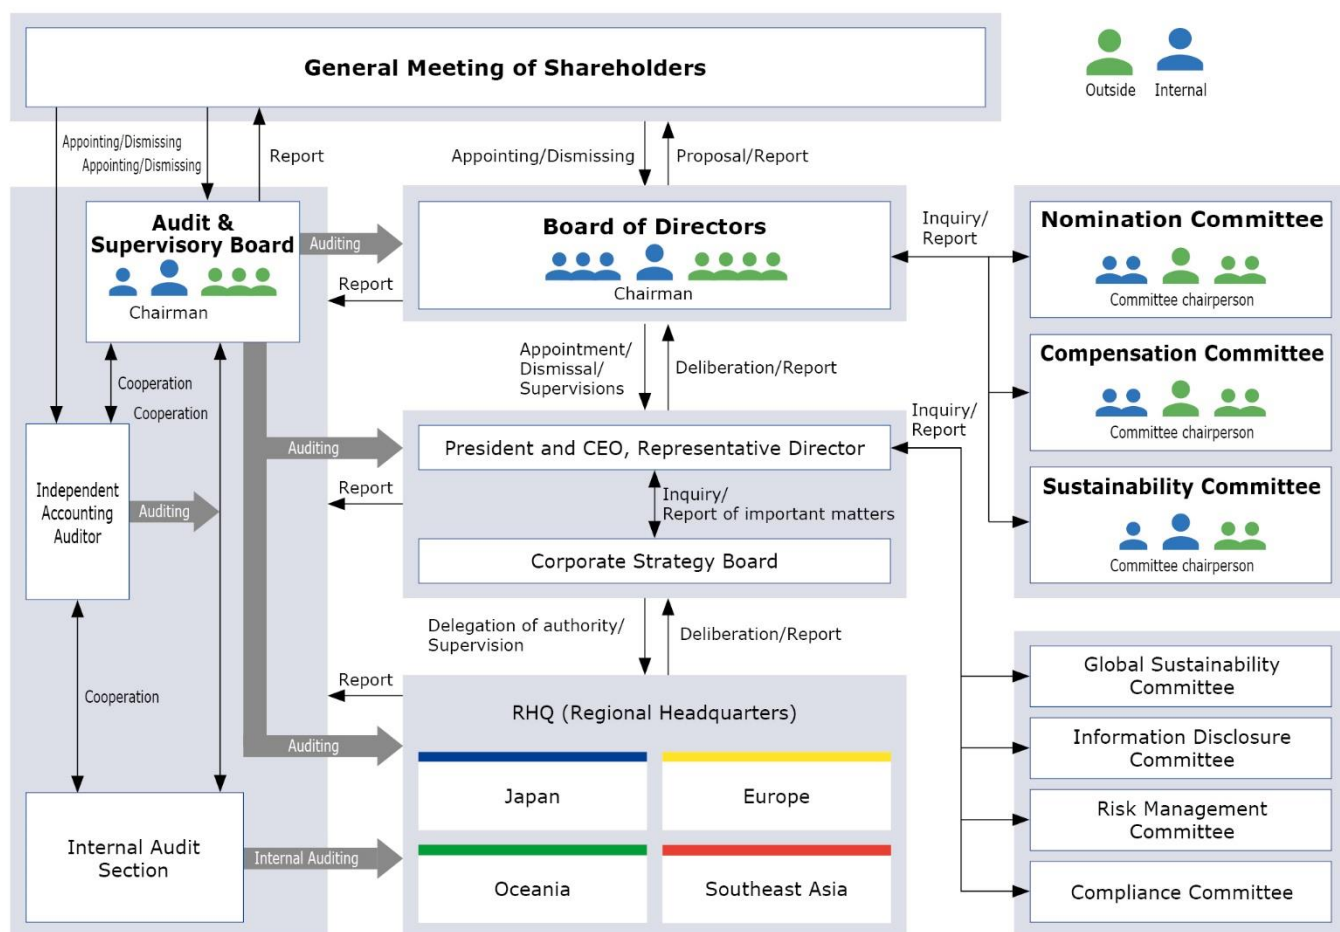 General Meeting of Shareholders
Outside
Internal
Appointing/Dismissing
Appointing/Dismissing
Report
Appointing/Dismissing
Proposal/Report
Audit &
Supervisory Board
Chairman
Auditing
Report
Board of Directors
Chairman
Inquiry/
Report
Nomination Committee
Committee chairperson
Compensation Committee
Committee chairperson
Sustainability Committee
Committee chairperson
Appointment/
Dismissal/
Supervisions
Deliberation/Report
Cooperation
Cooperation
Inquiry/
Report
Independent
Accounting
Auditor
Auditing
Auditing
Report
President and CEO, Representative Director
Inquiry/
Report of important matters
Corporate Strategy Board
Delegation of authority/
Supervision
Deliberation/Report
Cooperation
Report
Auditing
RHQ (Regional Headquarters)
Japan
Europe
Oceania
Southeast Asia
Internal Audit
Section
Internal Auditing
Global Sustainability
Committee
Information Disclosure
Committee
Risk Management
Committee
Compliance Committee